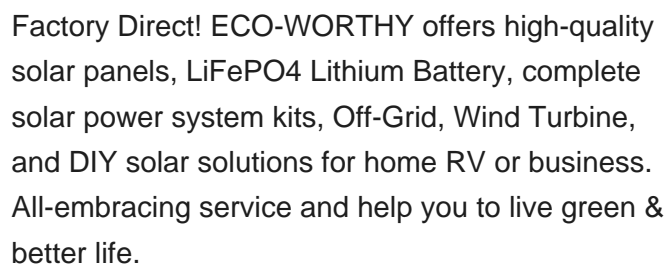 Factory Direct! ECO-WORTHY offers high-quality
solar panels, LiFePO4 Lithium Battery, complete
solar power system kits, Off-Grid, Wind Turbine,
and DIY solar solutions for home RV or business.
All-embracing service and help you to live green &
better life.